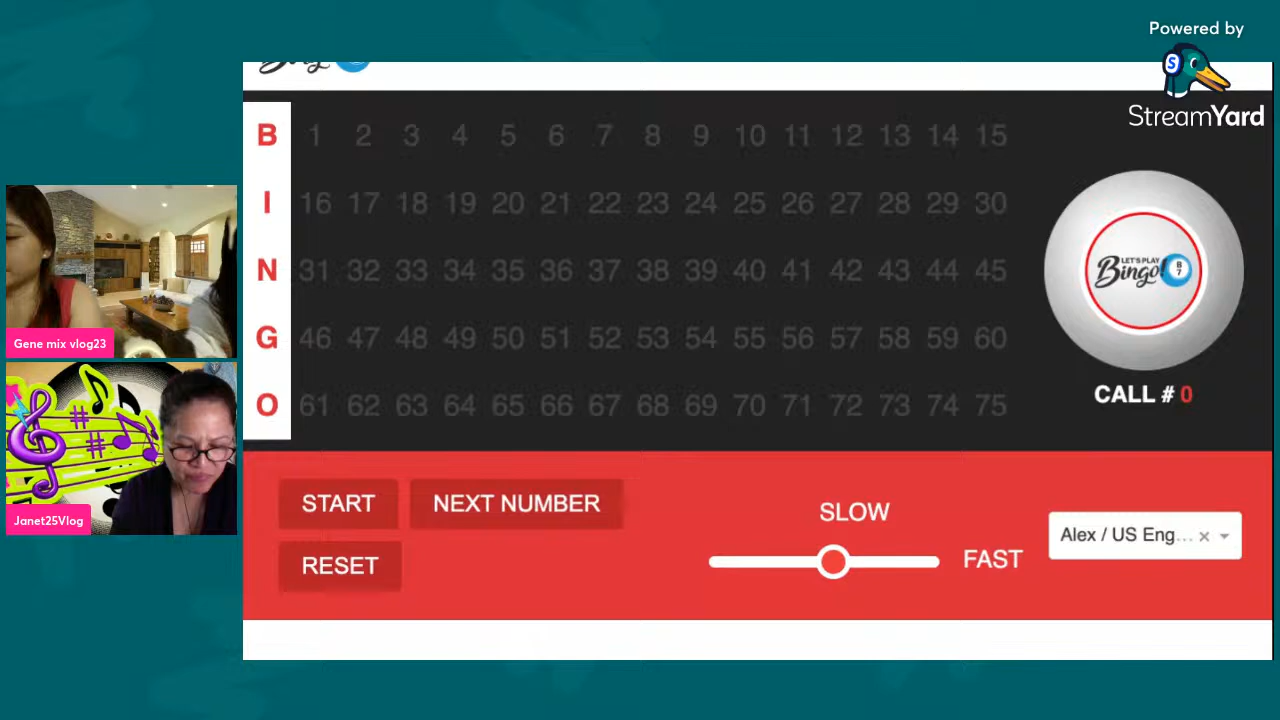 Powered by
S
StreamYard
Bingo
B 1 2 3 4 5 6 7 8 9 10 11 12 13 14 15
I 16 17 18 19 20 21 22 23 24 25 26 27 28 29 30
N 31 32 33 34 35 36 37 38 39 40 41 42 43 44 45
G 46 47 48 49 50 51 52 53 54 55 56 57 58 59 60
O 61 62 63 64 65 66 67 68 69 70 71 72 73 74 75
LET'S PLAY
Bingo!
B
7
CALL # 0
Gene mix vlog23
Janet25Vlog
START
NEXT NUMBER
RESET
SLOW
FAST
Alex / US Eng...